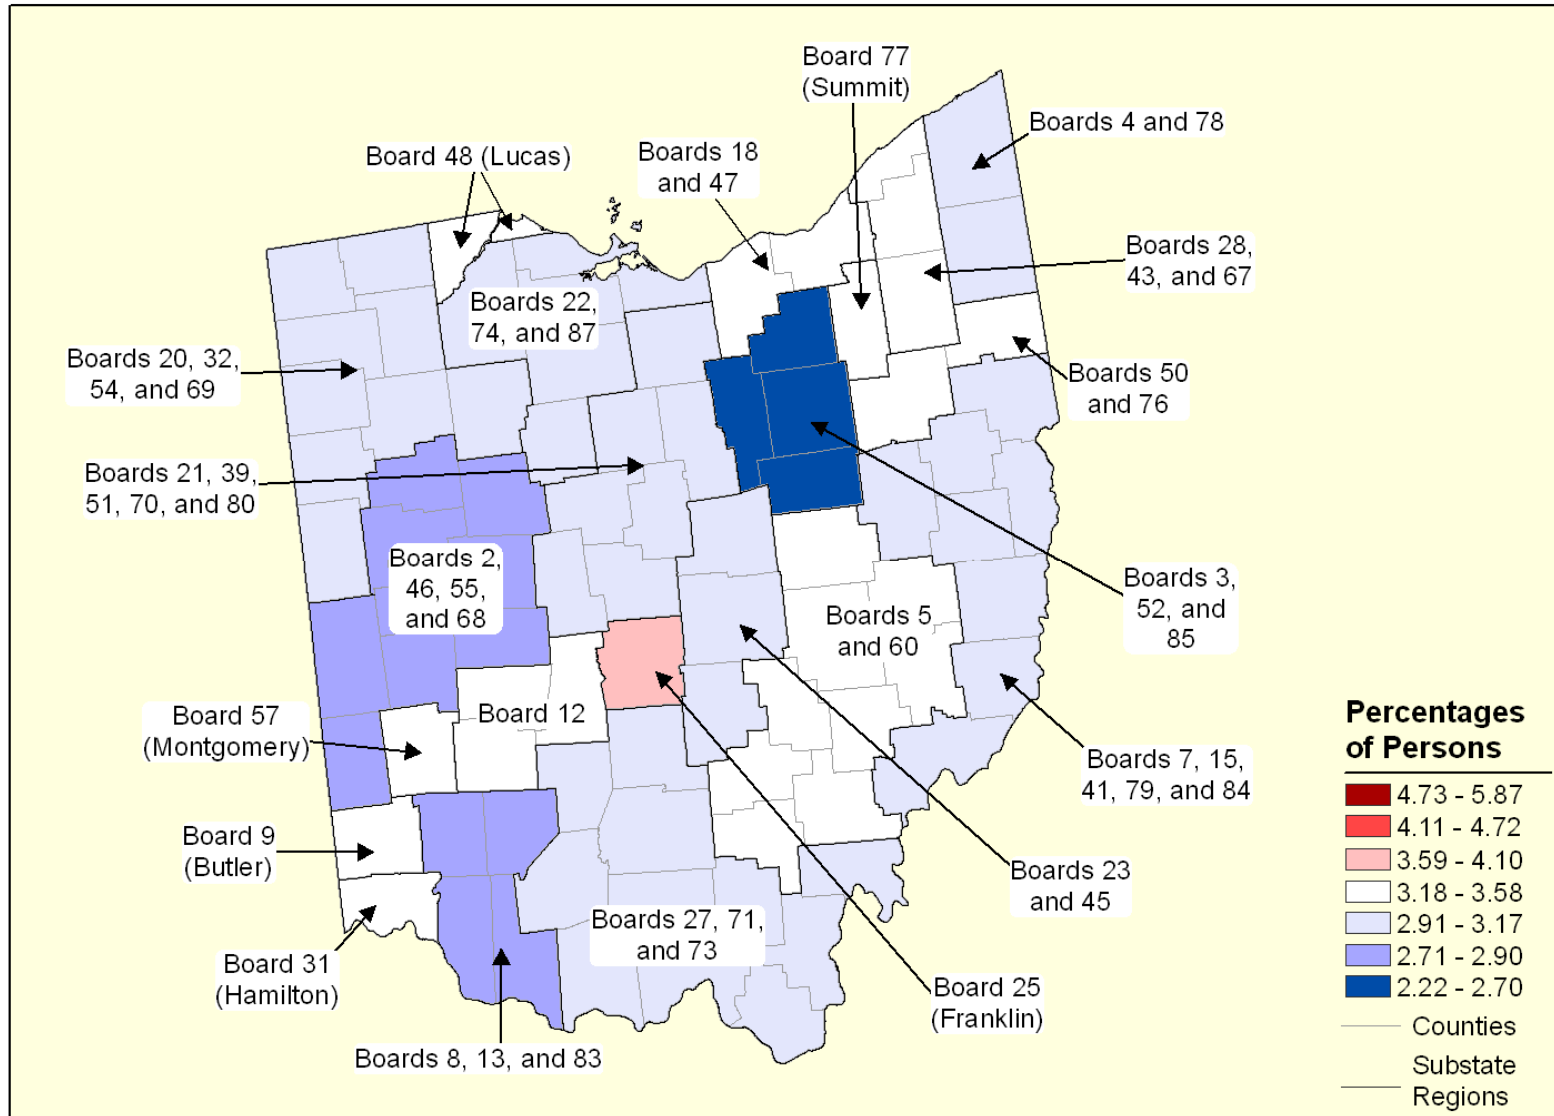 Board 77
(Summit)
Boards 4 and 78
Board 48 (Lucas)
Boards 18
and 47
Boards 28,
43, and 67
Boards 22,
74, and 87
Boards 20, 32,
54, and 69
Boards 50
and 76
Boards 21, 39,
51, 70, and 80
Boards 2,
46, 55,
and 68
Boards 3,
52, and
85
Boards 5
and 60
Board 57
(Montgomery)
Board 12
Boards 7, 15,
41, 79, and 84
Board 9
(Butler)
Boards 23
and 45
Boards 27, 71,
and 73
Board 31
(Hamilton)
Board 25
(Franklin)
Boards 8, 13, and 83
Percentages
of Persons
4.73 - 5.87
4.11 - 4.72
3.59 - 4.10
3.18 - 3.58
2.91 - 3.17
2.71 - 2.90
2.22 - 2.70
Counties
Substate
Regions